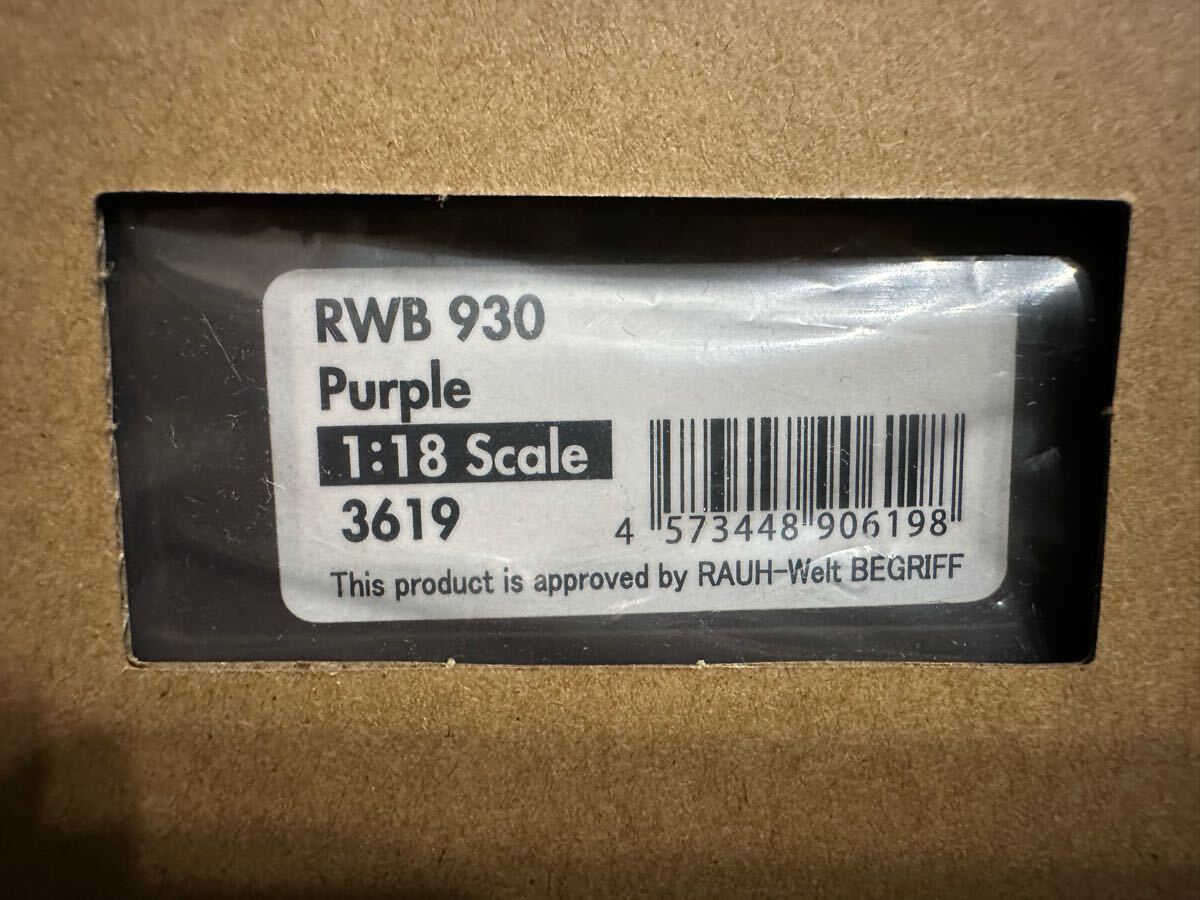 RWB 930
Purple
1:18 Scale
3619
4 573448 906198
This product is approved by RAUH-Welt BEGRIFF